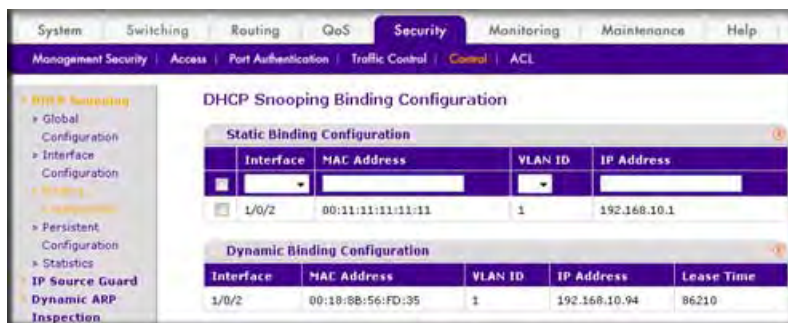 System Switching Routing QoS Security Monitoring Maintenance Help
Management Security Access Port Authentication Traffic Control Control ACL
DHCP Snooping
Global
Configuration
Interface
Configuration
Binding
Configuration
Persistent
Configuration
Statistics
IP Source Guard
Dynamic ARP
Inspection
DHCP Snooping Binding Configuration
Static Binding Configuration
Interface MAC Address VLAN ID IP Address
1/0/2 00:11:11:11:11:11 1 192.168.10.1
Dynamic Binding Configuration
Interface MAC Address VLAN ID IP Address Lease Time
1/0/2 00:18:8B:56:FD:35 1 192.168.10.94 86210